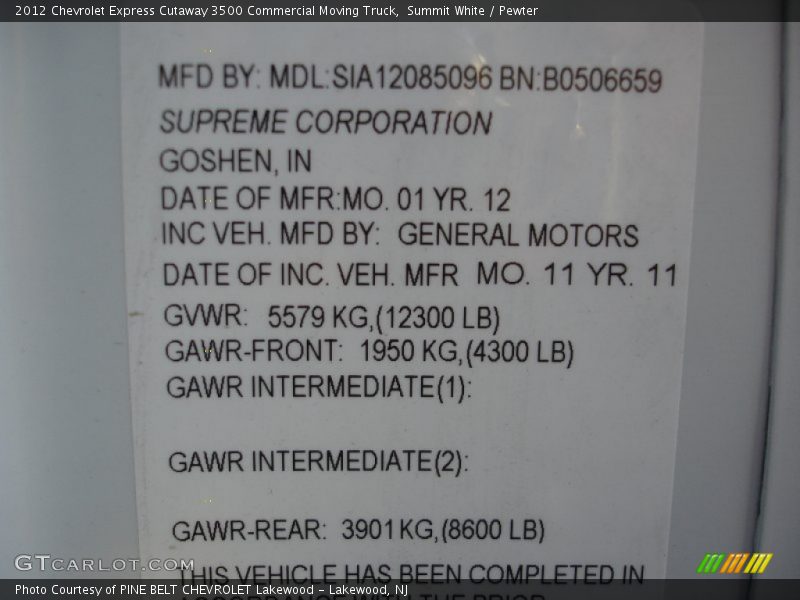 2012 Chevrolet Express Cutaway 3500 Commercial Moving Truck,  Summit White / Pewter
MFD BY: MDL:SIA12085096 BN:B0506659
SUPREME CORPORATION
GOSHEN, IN
DATE OF MFR:MO. 01 YR. 12
INC VEH. MFD BY: GENERAL MOTORS
DATE OF INC. VEH. MFR MO. 11 YR. 11
GVWR: 5579 KG,(12300 LB)
GAWR-FRONT: 1950 KG,(4300 LB)
GAWR INTERMEDIATE(1):
GAWR INTERMEDIATE(2):
GAWR-REAR: 3901 KG,(8600 LB)
THIS VEHICLE HAS BEEN COMPLETED IN
GTCARLOT.COM
Photo Courtesy of PINE BELT CHEVROLET Lakewood – Lakewood, NJ